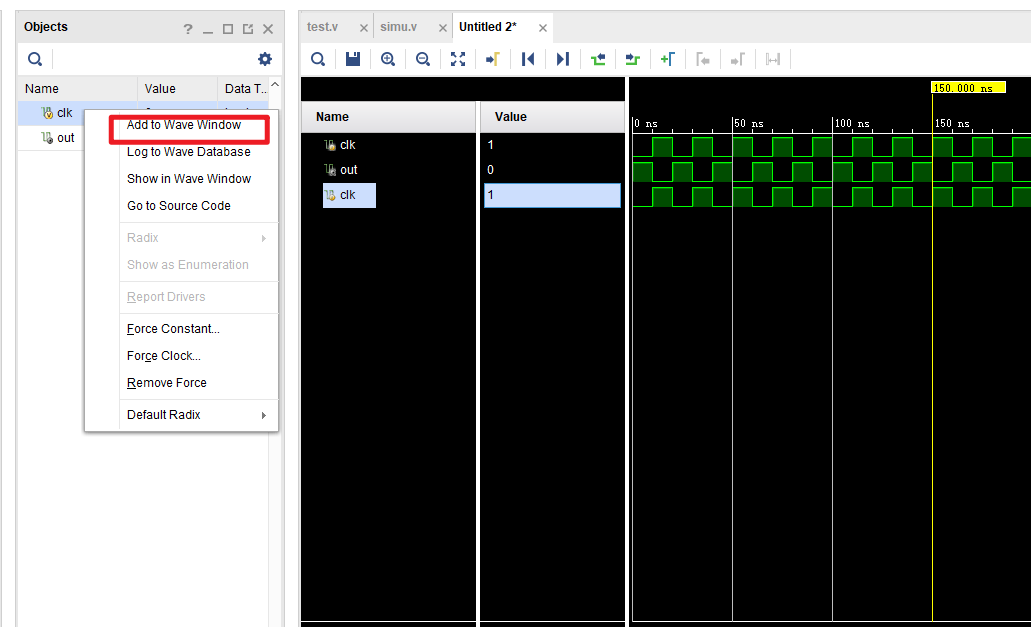 Objects
?
Name Value Data T..
clk
out
Add to Wave Window
Log to Wave Database
Show in Wave Window
Go to Source Code
Radix
Show as Enumeration
Report Drivers
Force Constant...
Force Clock...
Remove Force
Default Radix
test.v simu.v Untitled 2*
150.000 ns
Name Value
0 ns 50 ns 100 ns 150 ns
clk 1
out 0
clk 1